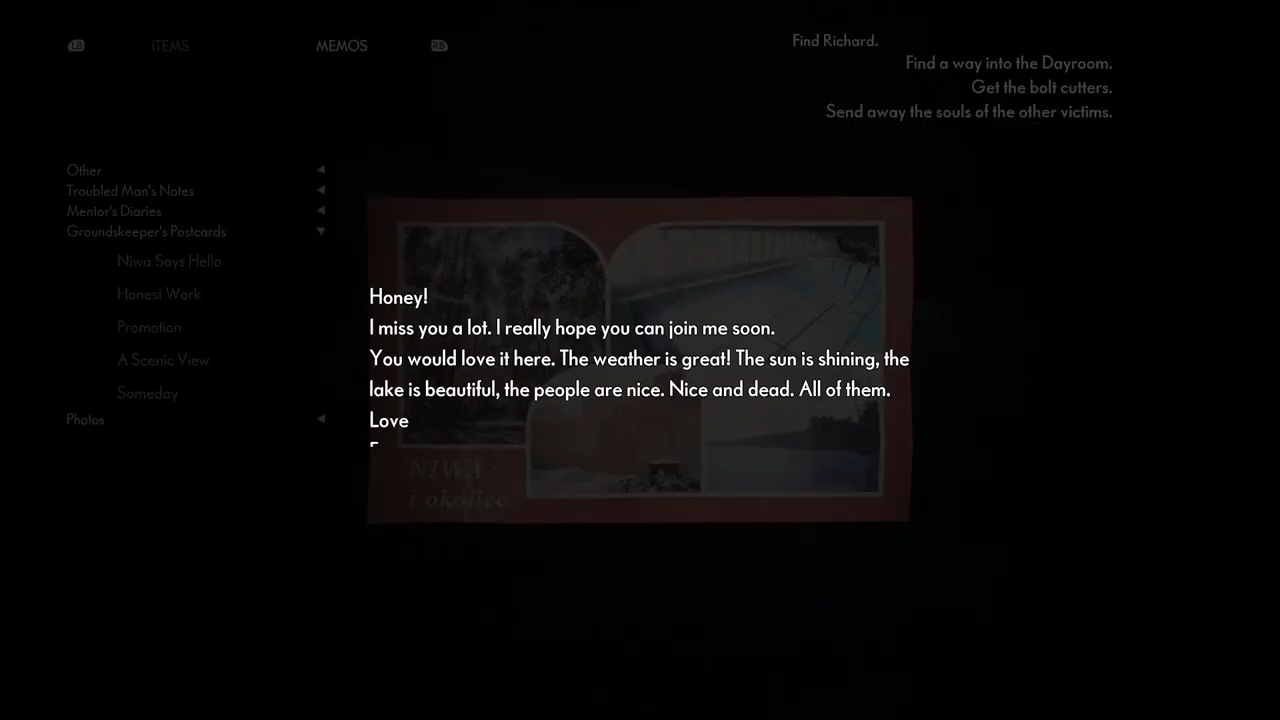 LB ITEMS MEMOS RB
Find Richard.
Find a way into the Dayroom.
Get the bolt cutters.
Send away the souls of the other victims.
Other
Troubled Man's Notes
Mentor's Diaries
Groundskeeper's Postcards
Niwa Says Hello
Honest Work
Promotion
A Scenic View
Someday
Photos
Honey!
I miss you a lot. I really hope you can join me soon.
You would love it here. The weather is great! The sun is shining, the
lake is beautiful, the people are nice. Nice and dead. All of them.
Love
NIWA
i okolice